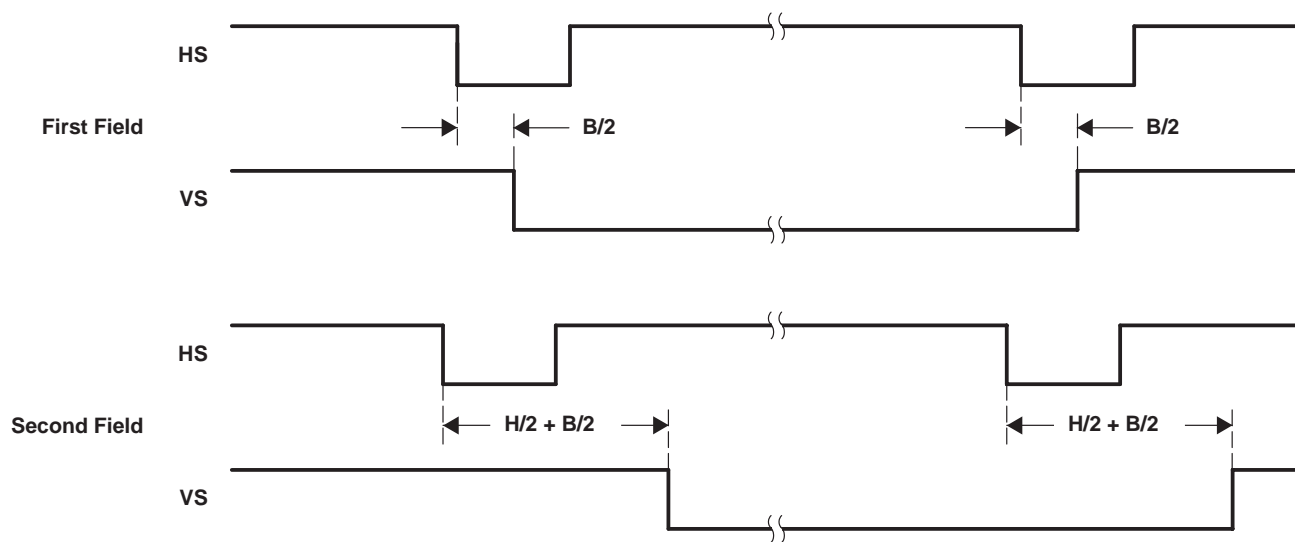 HS
First Field
B/2
B/2
VS
HS
Second Field
H/2 + B/2
H/2 + B/2
VS